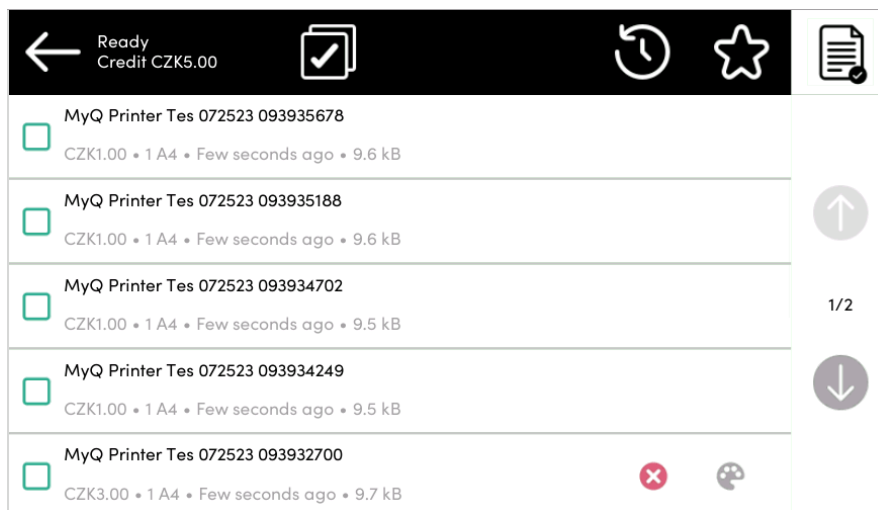 Ready
Credit CZK5.00
MyQ Printer Tes 072523 093935678
CZK1.00 • 1 A4 • Few seconds ago • 9.6 kB
MyQ Printer Tes 072523 093935188
CZK1.00 • 1 A4 • Few seconds ago • 9.6 kB
MyQ Printer Tes 072523 093934702
CZK1.00 • 1 A4 • Few seconds ago • 9.5 kB
1/2
MyQ Printer Tes 072523 093934249
CZK1.00 • 1 A4 • Few seconds ago • 9.5 kB
MyQ Printer Tes 072523 093932700
CZK3.00 • 1 A4 • Few seconds ago • 9.7 kB